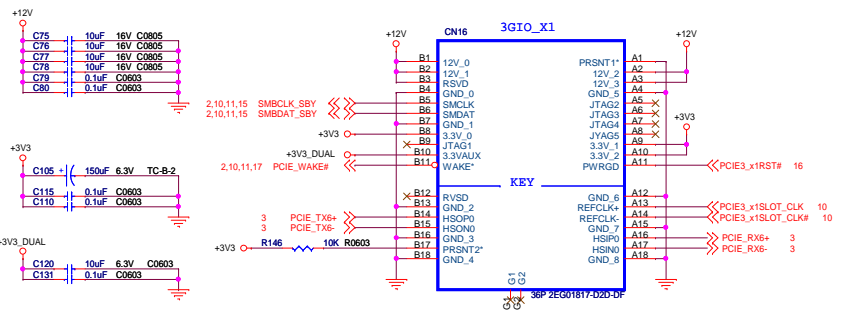 +12V
C75 10uF 16V C0805
C76 10uF 16V C0805
C77 10uF 16V C0805
C78 10uF 16V C0805
C79 0.1uF C0603
C80 0.1uF C0603
+3V3
C105 + 150uF 6.3V TC-B-2
C115 0.1uF C0603
C110 0.1uF C0603
+3V3_DUAL
C120 10uF 6.3V C0603
C131 0.1uF C0603
3GIO_X1
CN16
+12V
+12V
B1 12V_0 PRSNT1* A1
B2 12V_1 12V_2 A2
B3 RSVD 12V_3 A3
B4 GND_0 GND_5 A4
2,10,11,15 SMBCLK_SBY B5 SMCLK JTAG2 A5
2,10,11,15 SMBDAT_SBY B6 SMDAT JTAG3 A6
B7 GND_1 JTAG4 A7
+3V3 B8 3.3V_0 JYAG5 A8
+3V3
B9 JTAG1 3.3V_1 A9
+3V3_DUAL B10 3.3VAUX 3.3V_2 A10
2,10,11,17 PCIE_WAKE# B11 WAKE* PWRGD A11 PCIE3_x1RST# 16
KEY
B12 RVSD GND_6 A12
B13 GND_2 REFCLK+ A13 PCIE3_x1SLOT_CLK 10
3 PCIE_TX6+ B14 HSOP0 REFCLK- A14 PCIE3_x1SLOT_CLK# 10
3 PCIE_TX6- B15 HSON0 GND_7 A15
B16 GND_3 HSIP0 A16 PCIE_RX6+ 3
+3V3 R146 10K R0603 B17 PRSNT2* HSIN0 A17 PCIE_RX6- 3
B18 GND_4 GND_8 A18
G1
G2
36P 2EG01817-D2D-DF